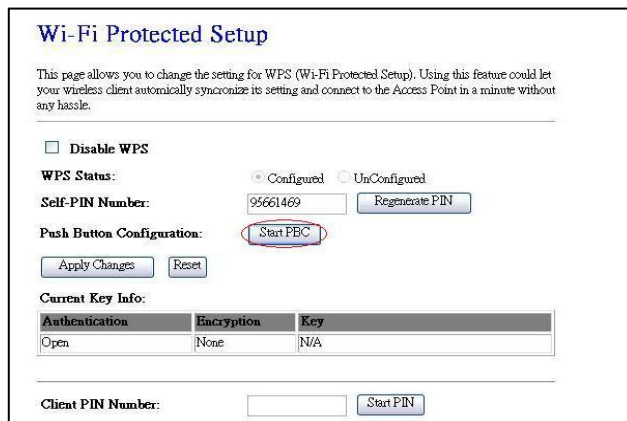 Wi-Fi Protected Setup
This page allows you to change the setting for WPS (Wi-Fi Protected Setup). Using this feature could let
your wireless client automically syncronize its setting and connect to the Access Point in a minute without
any hassle.
Disable WPS
WPS Status: Configured UnConfigured
Self-PIN Number: 95661469 Regenerate PIN
Push Button Configuration: Start PBC
Apply Changes Reset
Current Key Info:
Authentication Encryption Key
Open None N/A
Client PIN Number: Start PIN